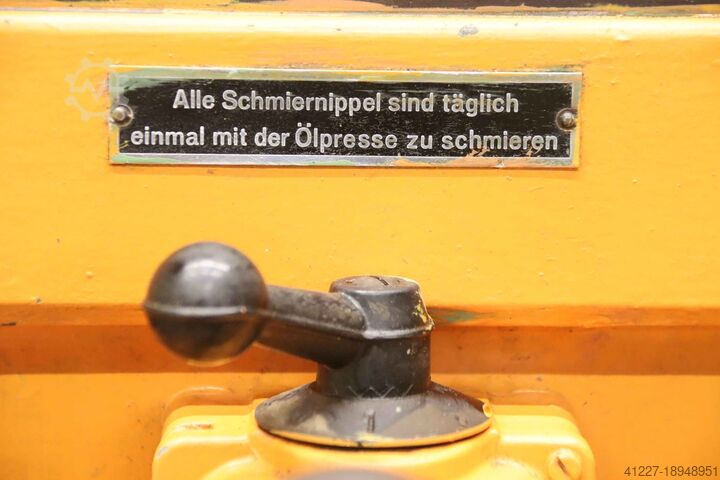 Alle Schmiernippel sind täglich
einmal mit der Ölpresse zu schmieren
41227-18948951